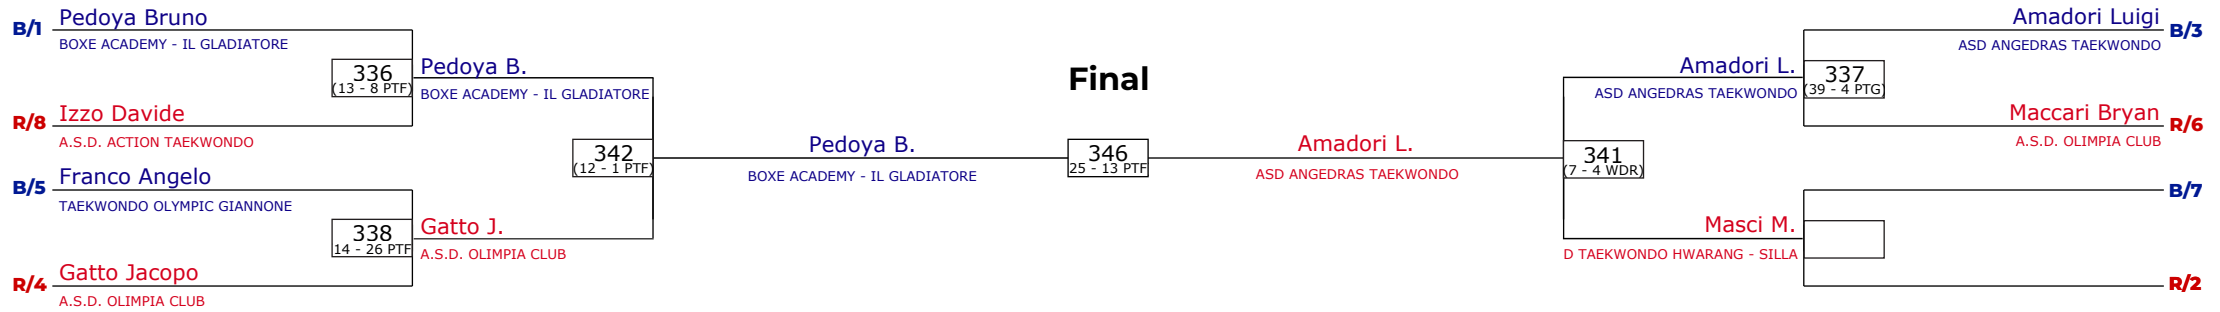 B/1
Pedoya Bruno
BOXE ACADEMY - IL GLADIATORE
336
(13 - 8 PTF)
R/8
Izzo Davide
A.S.D. ACTION TAEKWONDO
Pedoya B.
BOXE ACADEMY - IL GLADIATORE
342
(12 - 1 PTF)
B/5
Franco Angelo
TAEKWONDO OLYMPIC GIANNONE
338
14 - 26 PTF
R/4
Gatto Jacopo
A.S.D. OLIMPIA CLUB
Gatto J.
A.S.D. OLIMPIA CLUB
Final
Pedoya B.
BOXE ACADEMY - IL GLADIATORE
346
25 - 13 PTF
Amadori L.
ASD ANGEDRAS TAEKWONDO
341
(7 - 4 WDR)
Amadori L.
ASD ANGEDRAS TAEKWONDO
Masci M.
D TAEKWONDO HWARANG - SILLA
Amadori Luigi
ASD ANGEDRAS TAEKWONDO
B/3
337
(39 - 4 PTG)
Maccari Bryan
A.S.D. OLIMPIA CLUB
R/6
B/7
R/2